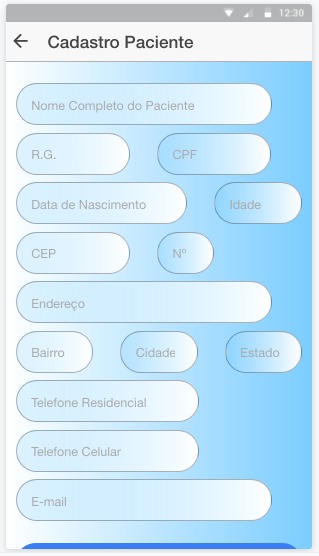 12:30
Cadastro Paciente
Nome Completo do Paciente
R.G. CPF
Data de Nascimento Idade
CEP Nº
Endereço
Bairro Cidade Estado
Telefone Residencial
Telefone Celular
E-mail